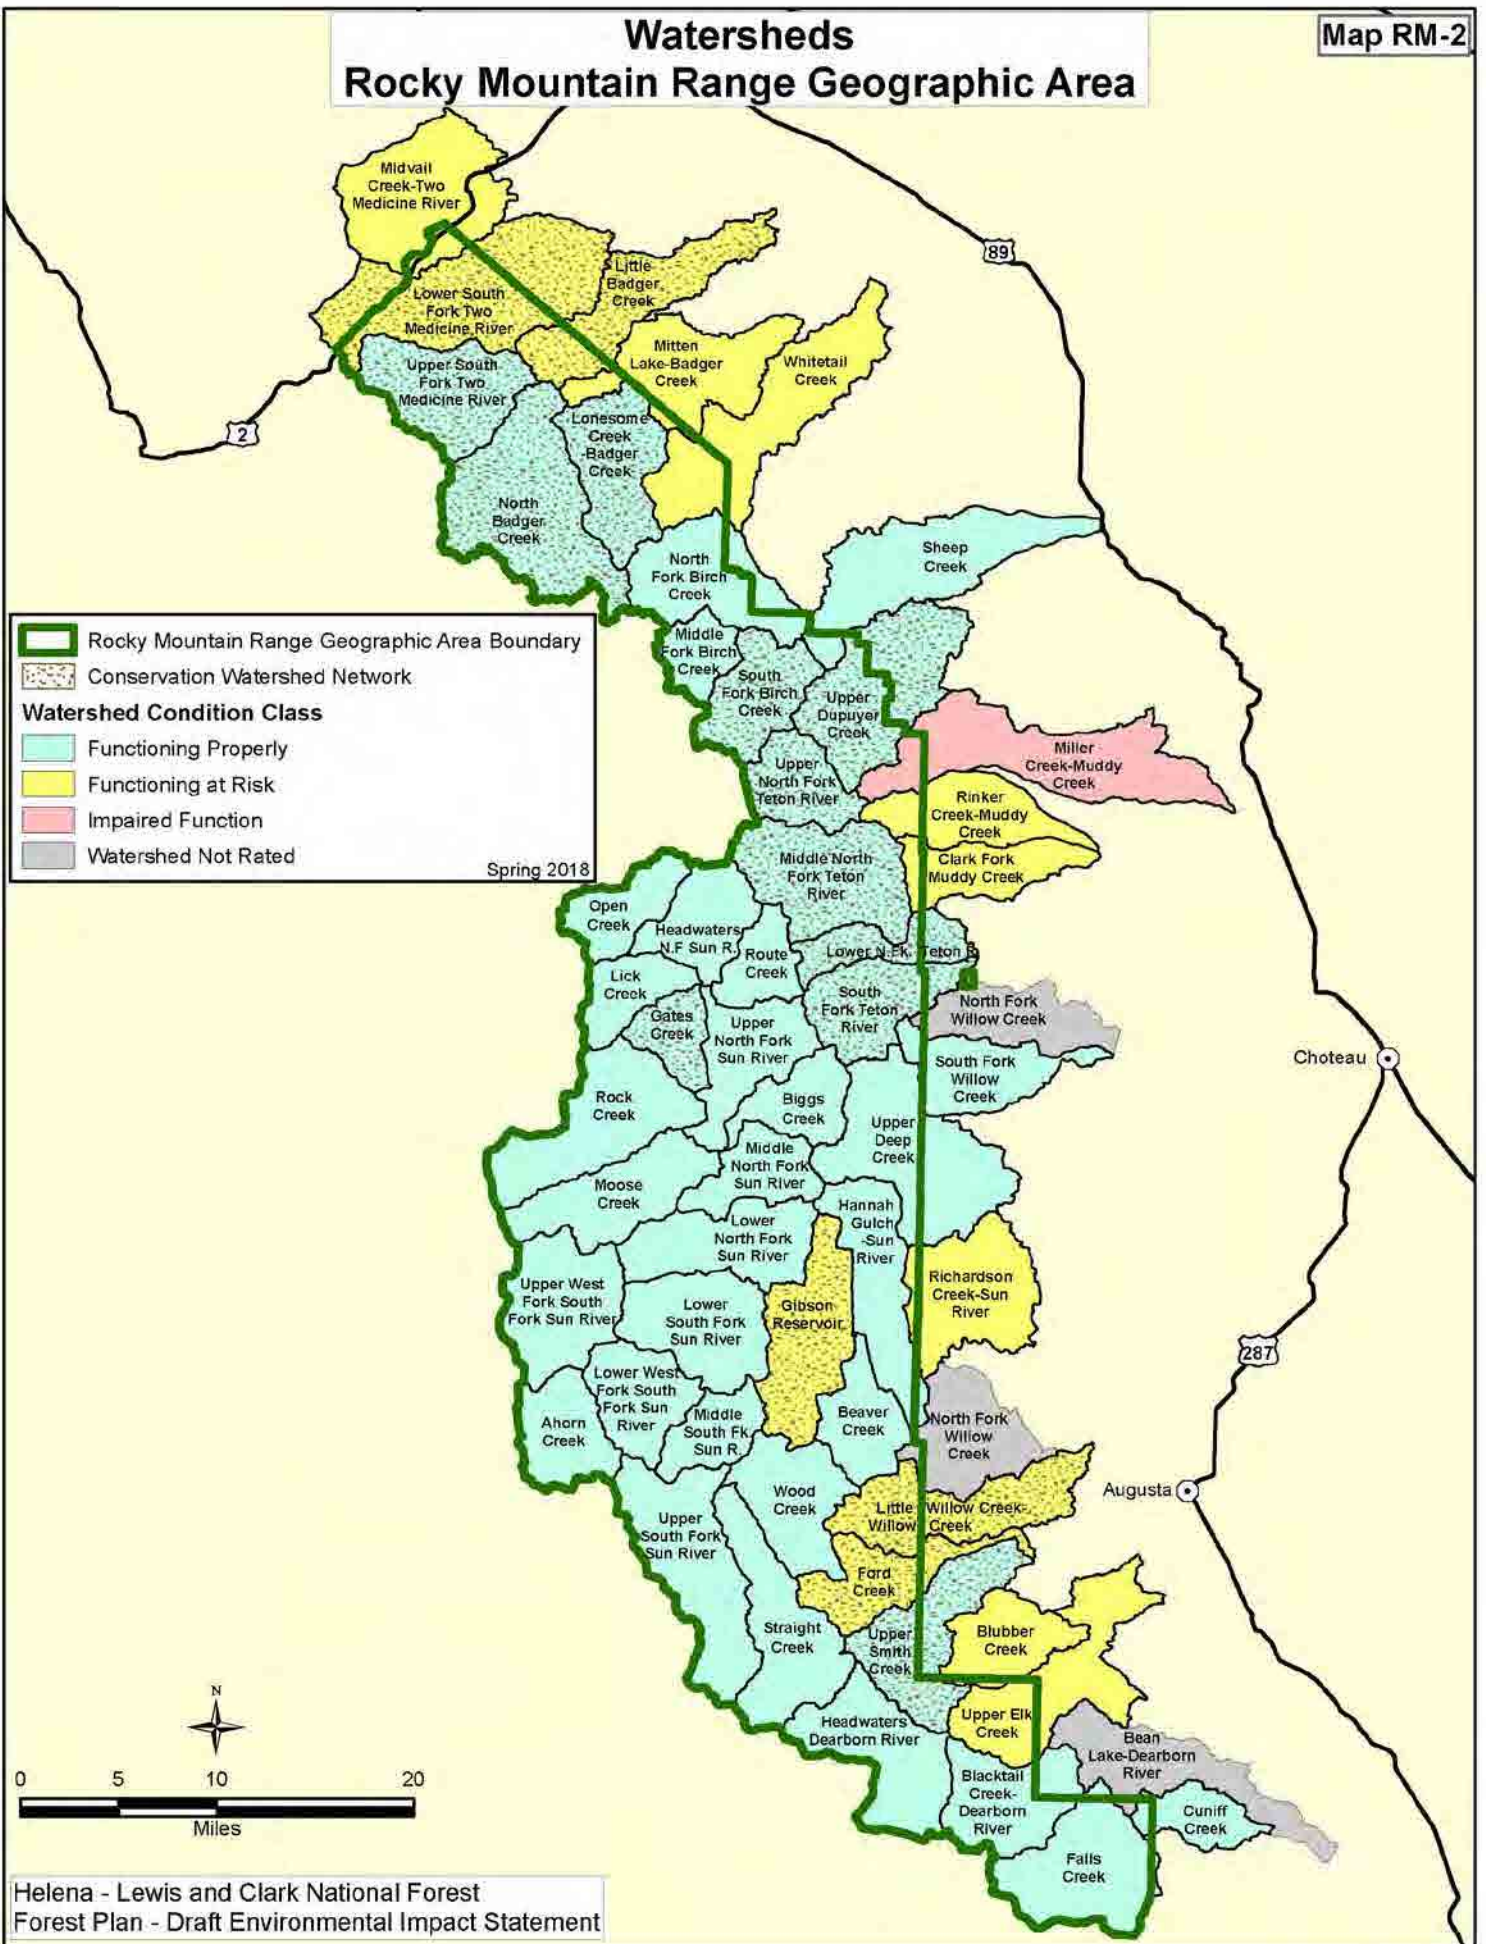 Watersheds
Rocky Mountain Range Geographic Area
Map RM-2
Midvail
Creek-Two
Medicine River
89
Little
Badger
Creek
Lower South
Fork Two
Medicine River
Mitten
Lake-Badger
Creek
Whitetail
Creek
Upper South
Fork Two
Medicine River
2
Lonesome
Creek
-Badger
Creek
North
Badger
Creek
Sheep
Creek
North
Fork Birch
Creek
Rocky Mountain Range Geographic Area Boundary
Conservation Watershed Network
Watershed Condition Class
Functioning Properly
Functioning at Risk
Impaired Function
Watershed Not Rated
Spring 2018
Middle
Fork Birch
Creek
South
Fork Birch
Creek
Upper
Dupuyer
Creek
Miller
Creek-Muddy
Creek
Upper
North Fork
Teton River
Rinker
Creek-Muddy
Creek
Middle North
Fork Teton
River
Clark Fork
Muddy Creek
Open
Creek
Headwaters
N.F Sun R.
Route
Creek
Lower N.Fk. Teton R
Lick
Creek
Gates
Creek
Upper
North Fork
Sun River
South
Fork Teton
River
North Fork
Willow Creek
South Fork
Willow
Creek
Choteau
Rock
Creek
Biggs
Creek
Upper
Deep
Creek
Middle
North Fork
Sun River
Moose
Creek
Hannah
Gulch
-Sun
River
Lower
North Fork
Sun River
Upper West
Fork South
Fork Sun River
Lower
South Fork
Sun River
Gibson
Reservoir
Richardson
Creek-Sun
River
287
Lower West
Fork South
Fork Sun
River
Ahorn
Creek
Middle
South Fk
Sun R.
Beaver
Creek
North Fork
Willow
Creek
Augusta
Wood
Creek
Little Willow Creek-
Willow Creek
Upper
South Fork
Sun River
Ford
Creek
Straight
Creek
Upper
Smith
Creek
Blubber
Creek
Headwaters
Dearborn River
Upper Elk
Creek
Bean
Lake-Dearborn
River
Blacktail
Creek-
Dearborn
River
Cuniff
Creek
Falls
Creek
N
0 5 10 20
Miles
Helena - Lewis and Clark National Forest
Forest Plan - Draft Environmental Impact Statement